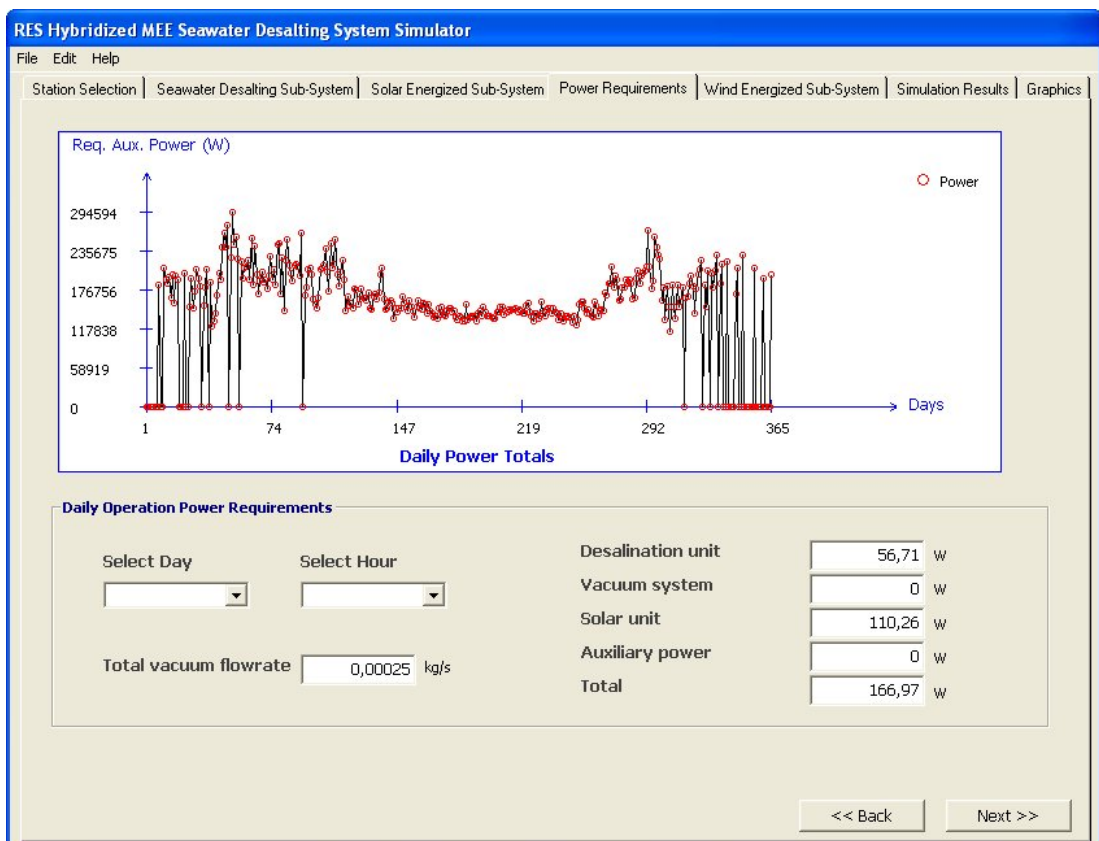 RES Hybridized MEE Seawater Desalting System Simulator
File Edit Help
Station Selection Seawater Desalting Sub-System Solar Energized Sub-System Power Requirements Wind Energized Sub-System Simulation Results Graphics
Req. Aux. Power (W)
Power
294594
235675
176756
117838
58919
0
Days
1 74 147 219 292 365
Daily Power Totals
Daily Operation Power Requirements
Select Day Select Hour
Total vacuum flowrate 0,00025 kg/s
Desalination unit 56,71 W
Vacuum system 0 W
Solar unit 110,26 W
Auxiliary power 0 W
Total 166,97 W
<< Back Next >>